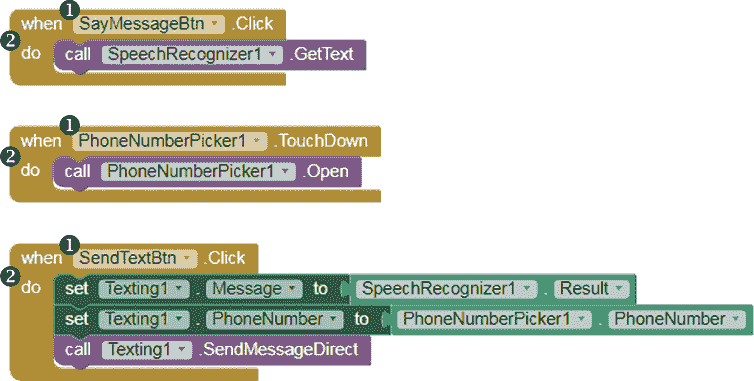 1
when SayMessageBtn .Click
2 do call SpeechRecognizer1 .GetText
1
when PhoneNumberPicker1 .TouchDown
2 do call PhoneNumberPicker1 .Open
1
when SendTextBtn .Click
2 do set Texting1 . Message to SpeechRecognizer1 . Result
set Texting1 . PhoneNumber to PhoneNumberPicker1 . PhoneNumber
call Texting1 .SendMessageDirect